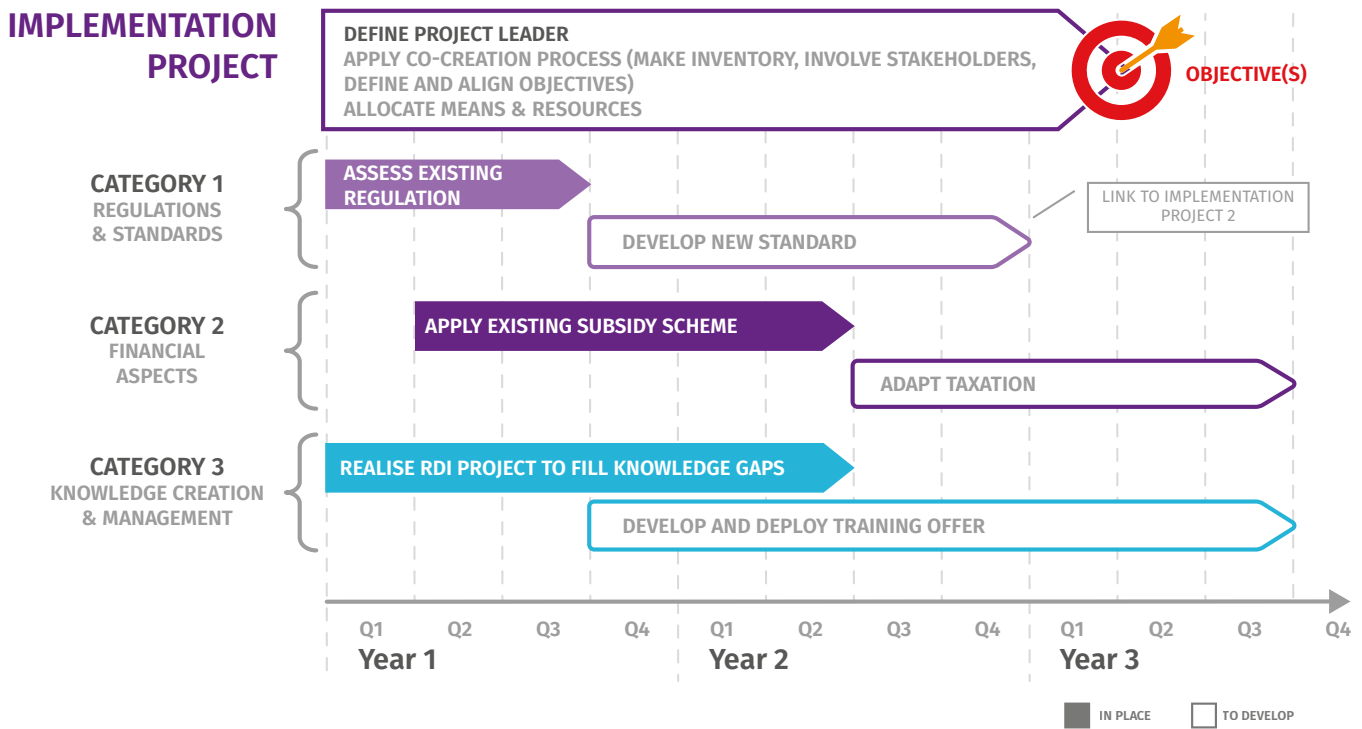 IMPLEMENTATION
PROJECT
DEFINE PROJECT LEADER
APPLY CO-CREATION PROCESS (MAKE INVENTORY, INVOLVE STAKEHOLDERS,
DEFINE AND ALIGN OBJECTIVES)
ALLOCATE MEANS & RESOURCES
OBJECTIVE(S)
CATEGORY 1
REGULATIONS
& STANDARDS
ASSESS EXISTING
REGULATION
DEVELOP NEW STANDARD
LINK TO IMPLEMENTATION
PROJECT 2
CATEGORY 2
FINANCIAL
ASPECTS
APPLY EXISTING SUBSIDY SCHEME
ADAPT TAXATION
CATEGORY 3
KNOWLEDGE CREATION
& MANAGEMENT
REALISE RDI PROJECT TO FILL KNOWLEDGE GAPS
DEVELOP AND DEPLOY TRAINING OFFER
Q1 Q2 Q3 Q4 Q1 Q2 Q3 Q4 Q1 Q2 Q3 Q4
Year 1 Year 2 Year 3
IN PLACE TO DEVELOP